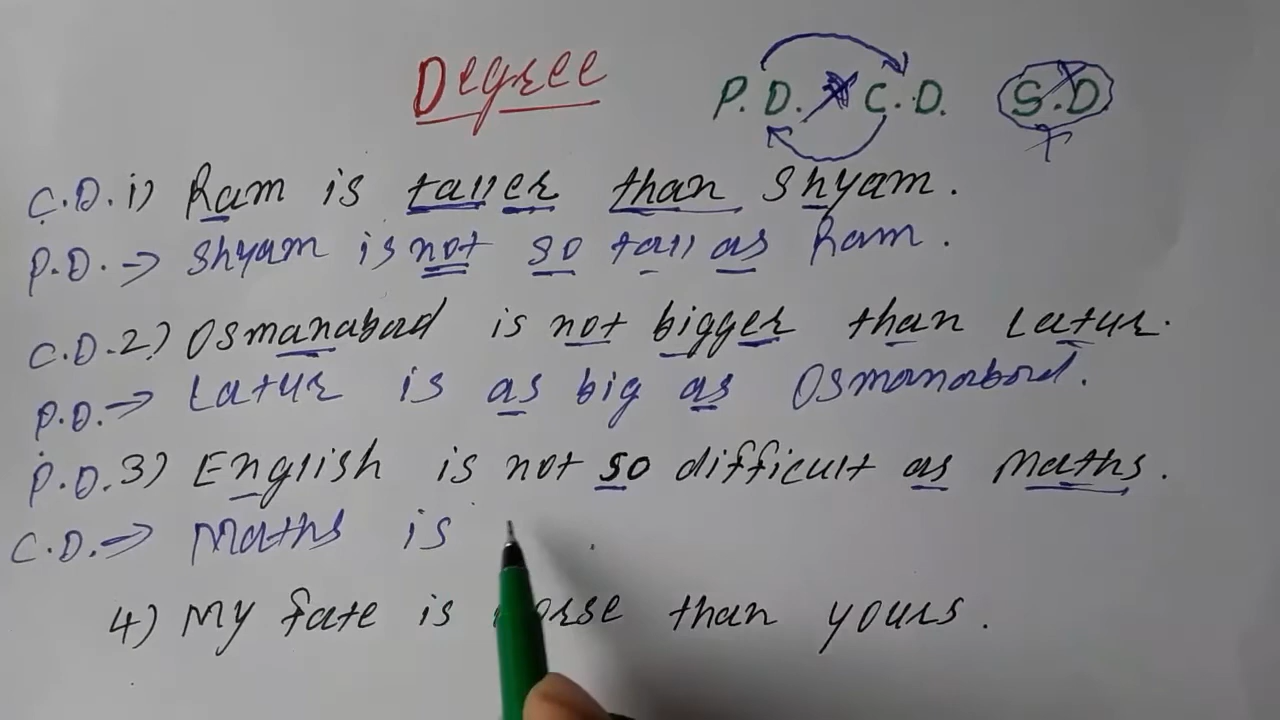 Degree P.D. C.D. S.D
C.D. 1) Ram is taller than Shyam.
P.D. → Shyam is not so tall as Ram.
C.D. 2) Osmanabad is not bigger than Latur.
P.D. → Latur is as big as Osmanabad.
P.D. 3) English is not so difficult as Maths.
C.D. → Maths is
4) My fate is worse than yours.